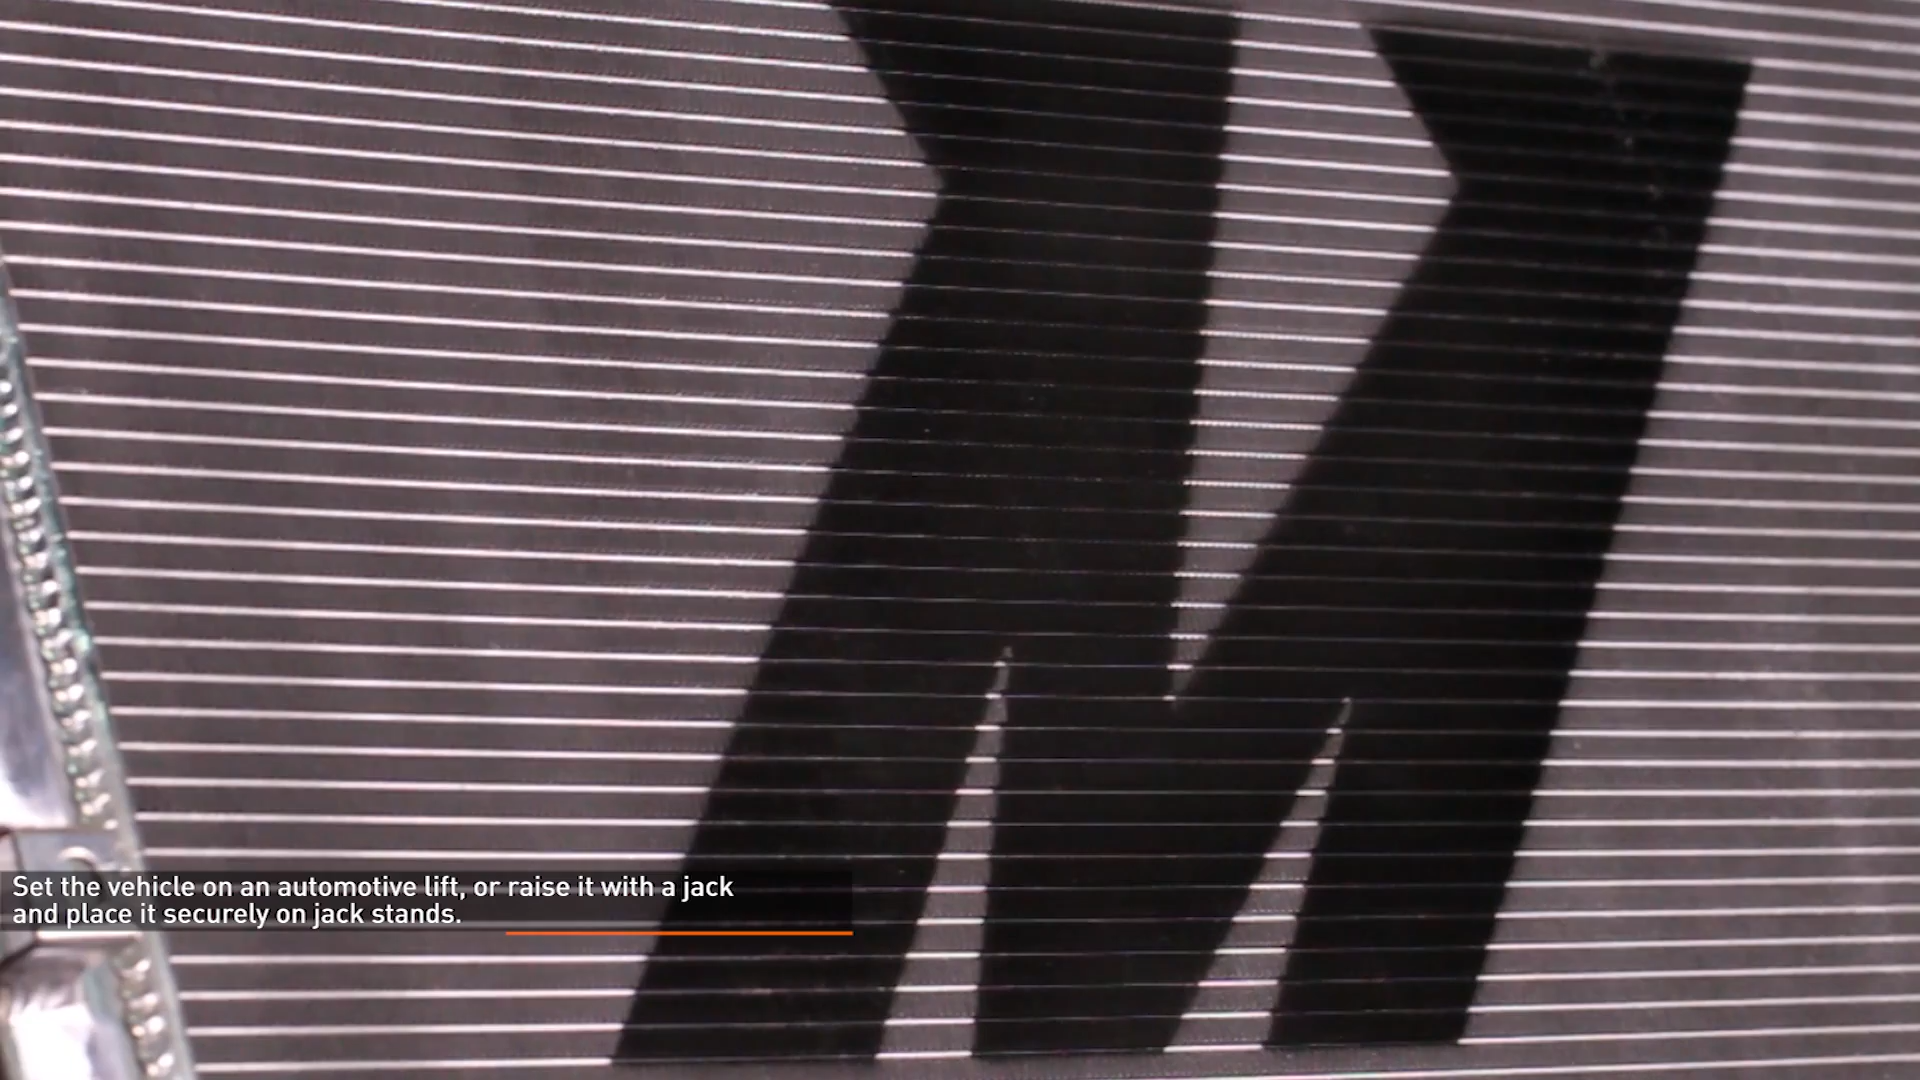 Set the vehicle on an automotive lift, or raise it with a jack
and place it securely on jack stands.